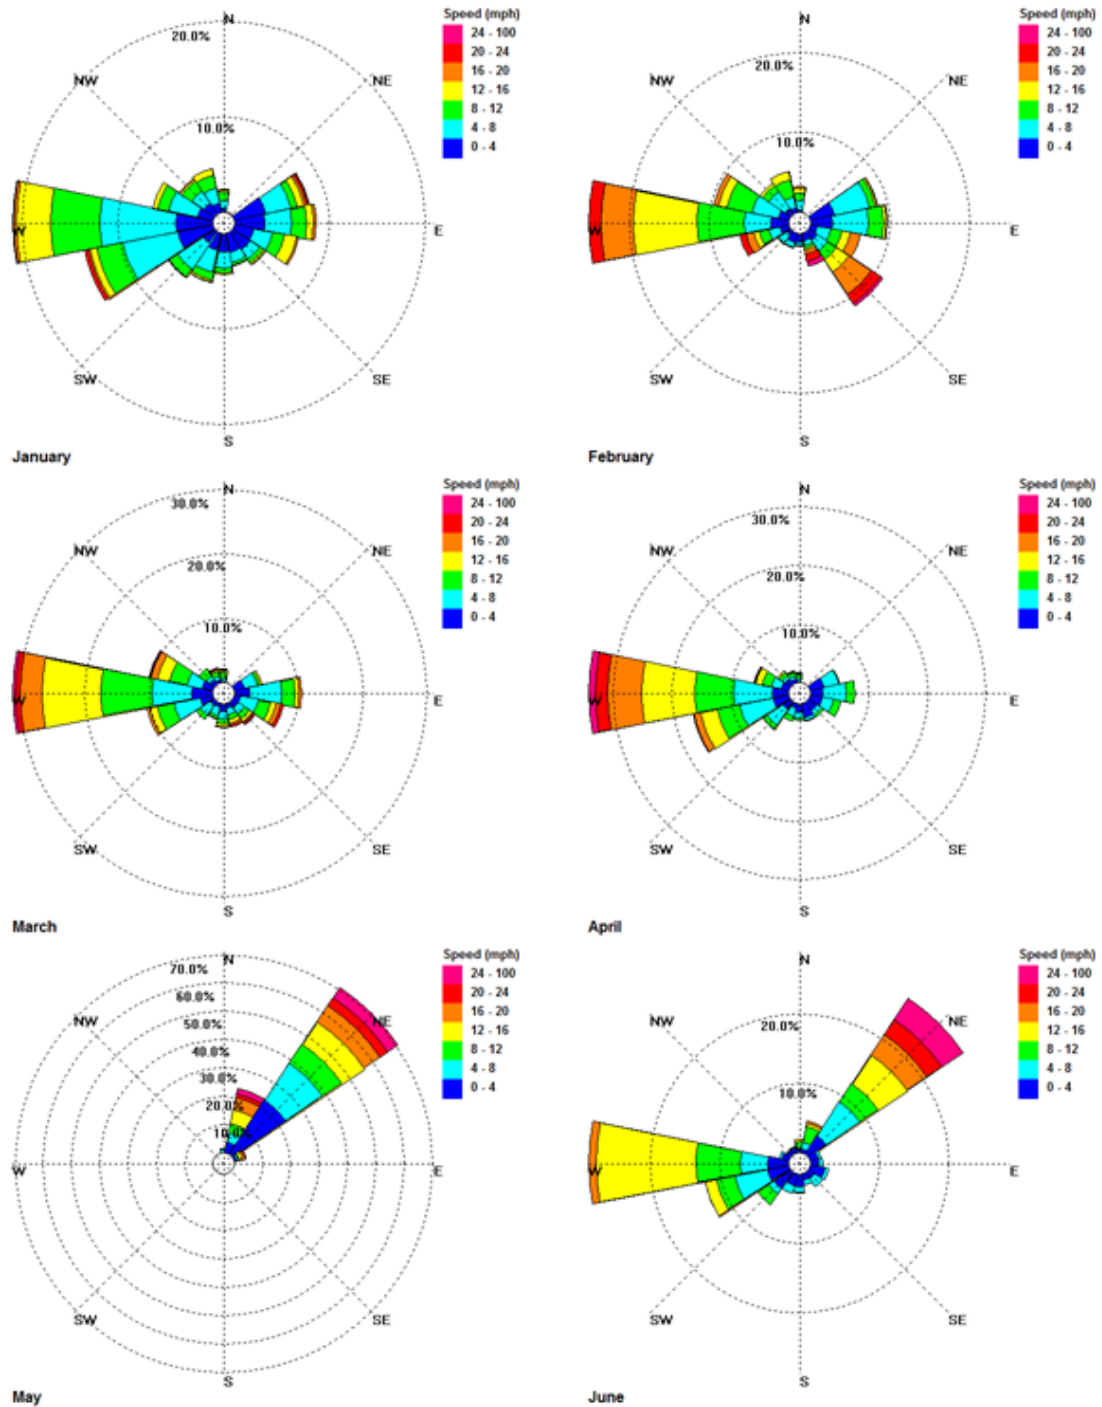 N
20.0%
NW
NE
10.0%
W
E
SW
SE
S
January
Speed (mph)
24 - 100
20 - 24
16 - 20
12 - 16
8 - 12
4 - 8
0 - 4
N
20.0%
NW
NE
10.0%
W
E
SW
SE
S
February
Speed (mph)
24 - 100
20 - 24
16 - 20
12 - 16
8 - 12
4 - 8
0 - 4
N
30.0%
NW
NE
20.0%
10.0%
W
E
SW
SE
S
March
Speed (mph)
24 - 100
20 - 24
16 - 20
12 - 16
8 - 12
4 - 8
0 - 4
N
30.0%
NW
NE
20.0%
10.0%
W
E
SW
SE
S
April
Speed (mph)
24 - 100
20 - 24
16 - 20
12 - 16
8 - 12
4 - 8
0 - 4
N
70.0%
60.0%
NW
NE
50.0%
40.0%
30.0%
20.0%
10.0%
W
E
SW
SE
S
May
Speed (mph)
24 - 100
20 - 24
16 - 20
12 - 16
8 - 12
4 - 8
0 - 4
N
NW
NE
20.0%
10.0%
W
E
SW
SE
S
June
Speed (mph)
24 - 100
20 - 24
16 - 20
12 - 16
8 - 12
4 - 8
0 - 4